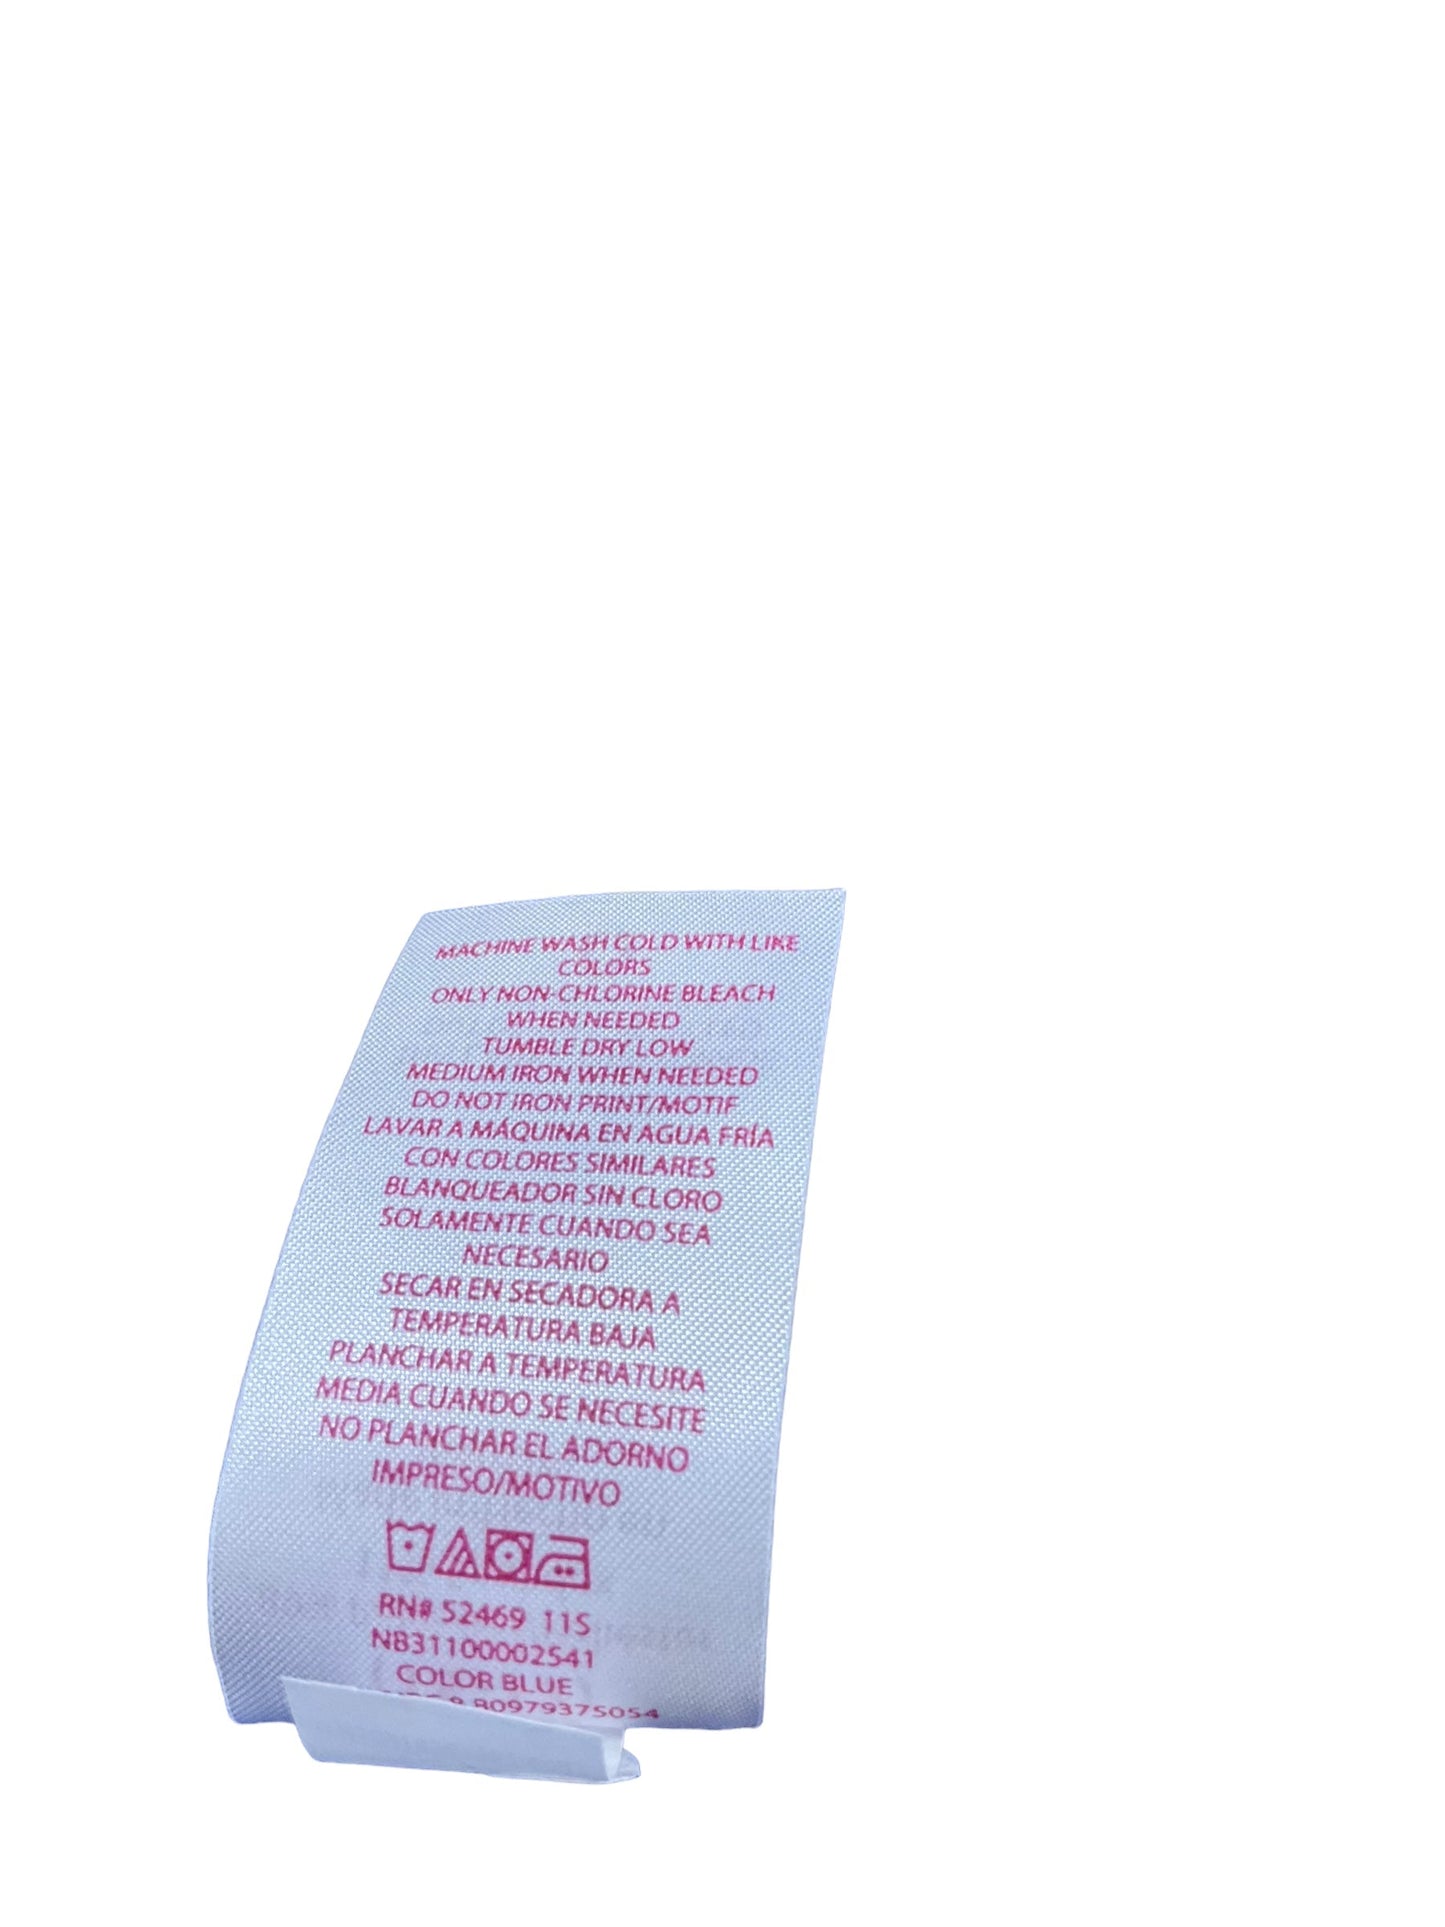 MACHINE WASH COLD WITH LIKE
COLORS
ONLY NON-CHLORINE BLEACH
WHEN NEEDED
TUMBLE DRY LOW
MEDIUM IRON WHEN NEEDED
DO NOT IRON PRINT/MOTIF
LAVAR A MÁQUINA EN AGUA FRÍA
CON COLORES SIMILARES
BLANQUEADOR SIN CLORO
SOLAMENTE CUANDO SEA
NECESARIO
SECAR EN SECADORA A
TEMPERATURA BAJA
PLANCHAR A TEMPERATURA
MEDIA CUANDO SE NECESITE
NO PLANCHAR EL ADORNO
IMPRESO/MOTIVO
RN# 52469 11S
NB31100002541
COLOR BLUE
80979375054